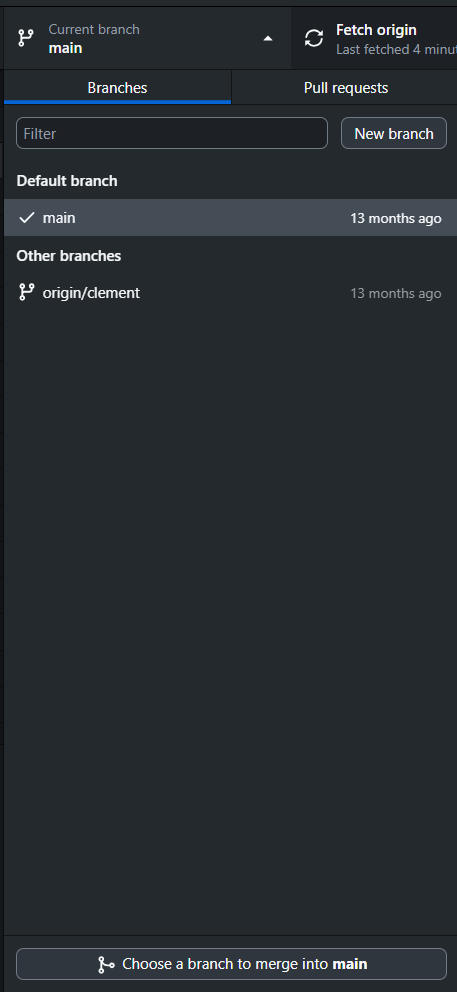 Current branch
main
Fetch origin
Last fetched 4
Branches
Pull requests
Filter
New branch
Default branch
main
13 months ago
Other branches
origin/clement
13 months ago
Choose a branch to merge into main